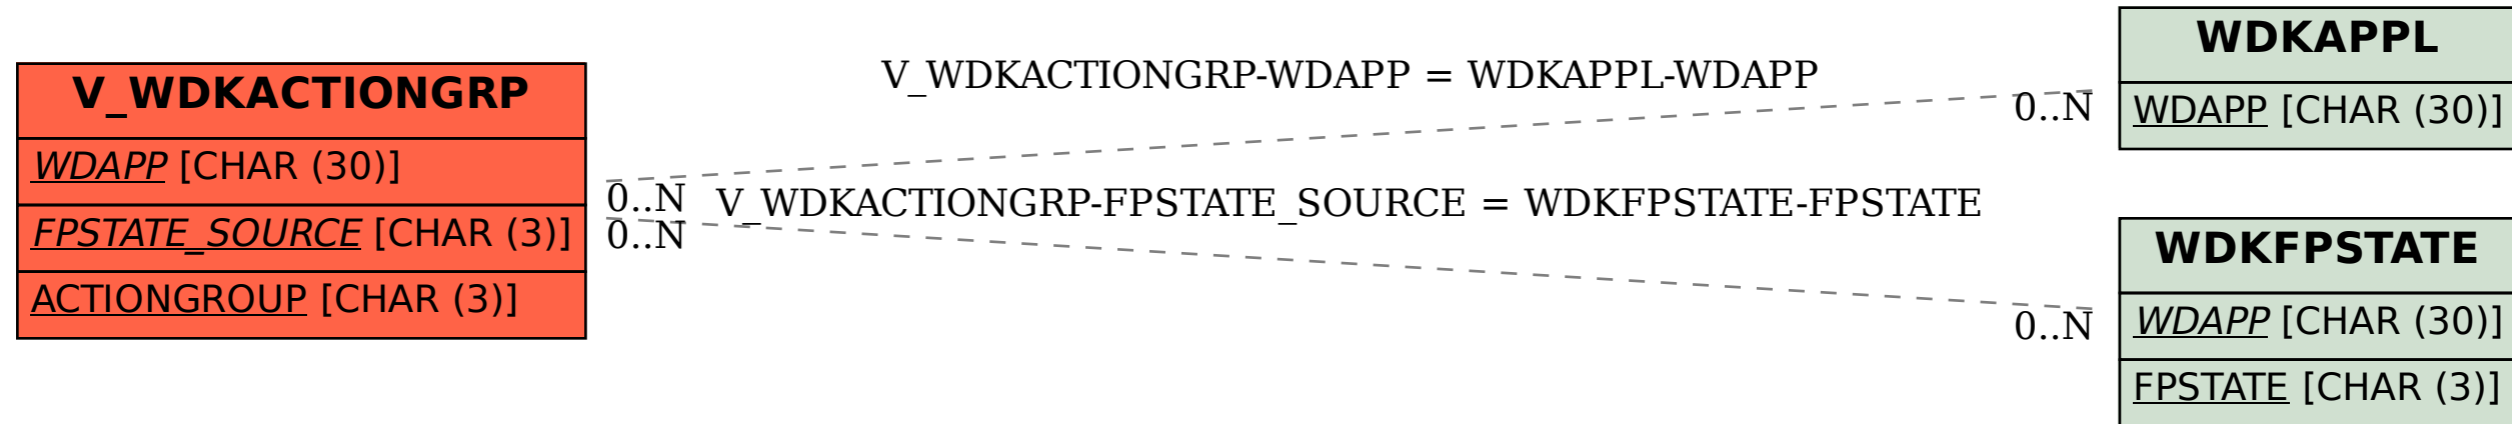 V_WDKACTIONGRP
WDAPP [CHAR (30)]
FPSTATE_SOURCE [CHAR (3)]
ACTIONGROUP [CHAR (3)]
V_WDKACTIONGRP-WDAPP = WDKAPPL-WDAPP
0..N
0..N
V_WDKACTIONGRP-FPSTATE_SOURCE = WDKFPSTATE-FPSTATE
0..N
0..N
WDKAPPL
WDAPP [CHAR (30)]
WDKFPSTATE
WDAPP [CHAR (30)]
FPSTATE [CHAR (3)]